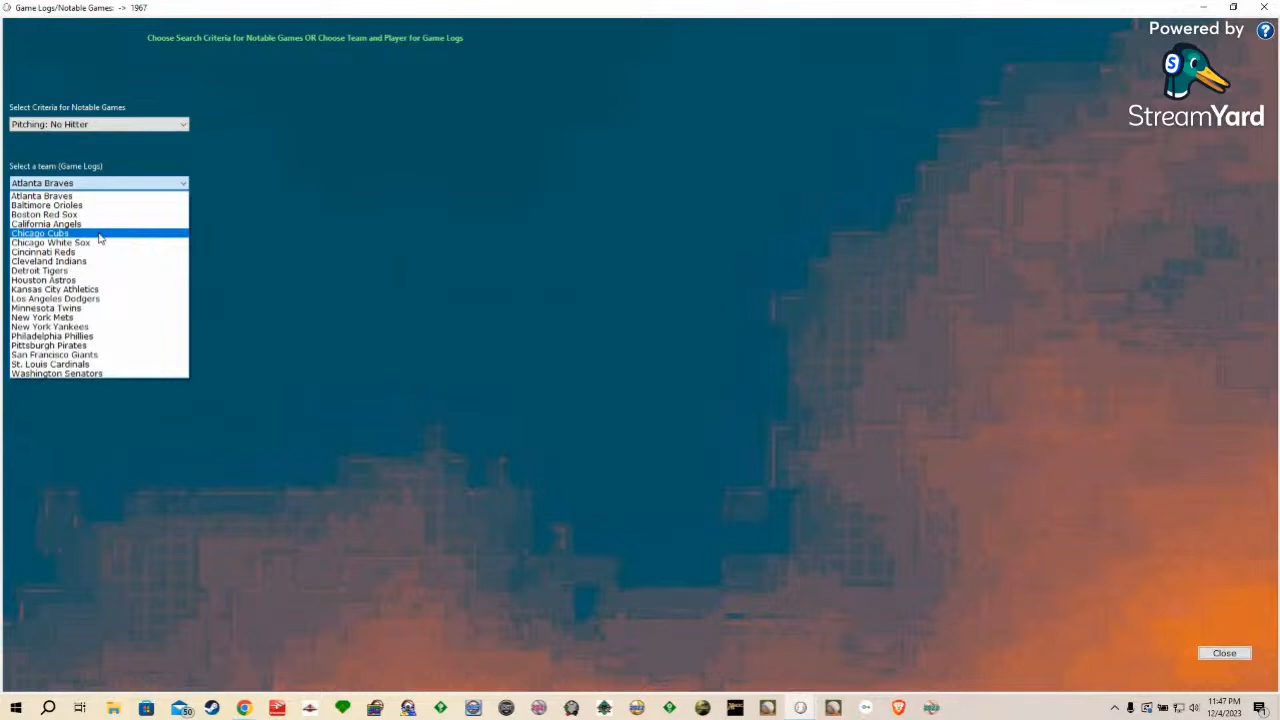 Game Logs/Notable Games: -> 1967
Choose Search Criteria for Notable Games OR Choose Team and Player for Game Logs
Powered by
StreamYard
Select Criteria for Notable Games
Pitching: No Hitter
Select a team (Game Logs)
Atlanta Braves
Atlanta Braves
Baltimore Orioles
Boston Red Sox
California Angels
Chicago Cubs
Chicago White Sox
Cincinnati Reds
Cleveland Indians
Detroit Tigers
Houston Astros
Kansas City Athletics
Los Angeles Dodgers
Minnesota Twins
New York Mets
New York Yankees
Philadelphia Phillies
Pittsburgh Pirates
San Francisco Giants
St. Louis Cardinals
Washington Senators
Close
50
11:47 PM
12/4/2023